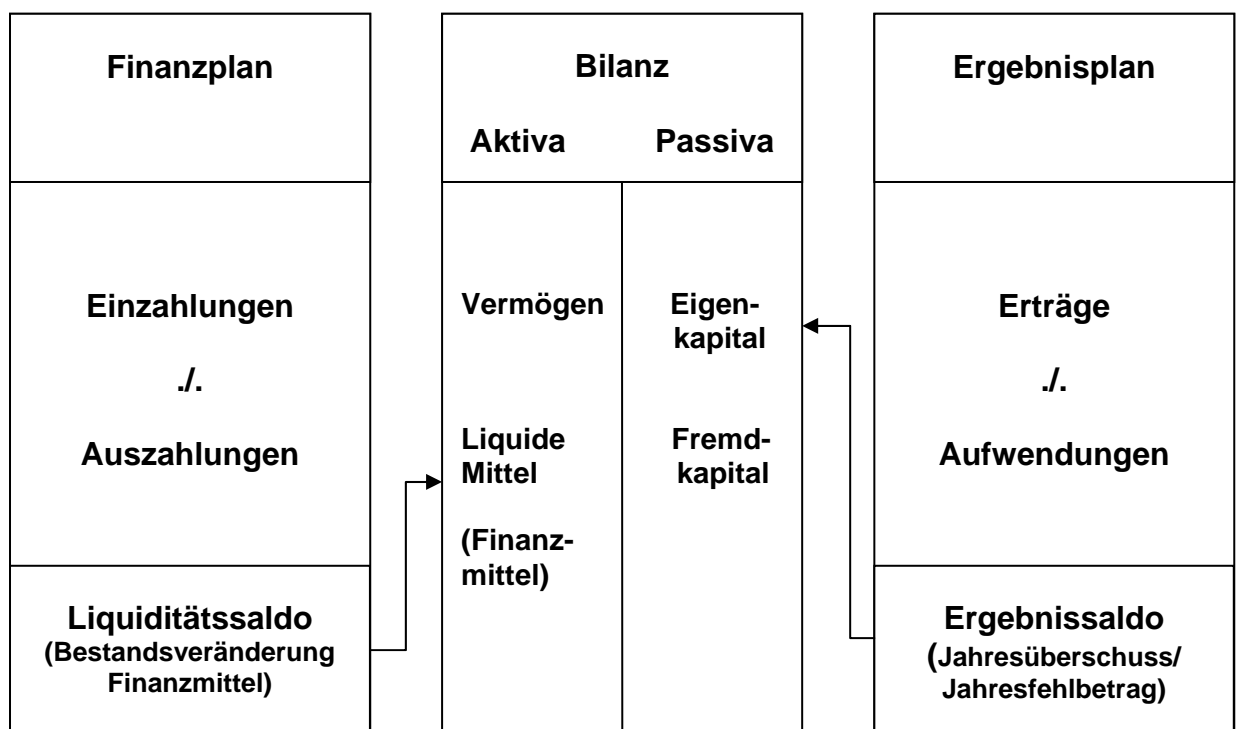 Finanzplan
Einzahlungen
./.
Auszahlungen
Liquiditätssaldo
(Bestandsveränderung
Finanzmittel)
Bilanz
Aktiva Passiva
Vermögen
Liquide
Mittel
(Finanz-
mittel)
Eigen-
kapital
Fremd-
kapital
Ergebnisplan
Erträge
./.
Aufwendungen
Ergebnissaldo
(Jahresüberschuss/
Jahresfehlbetrag)